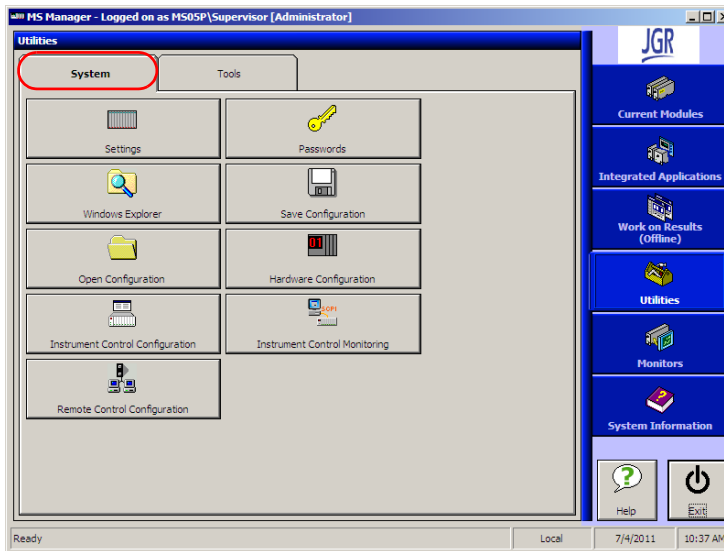 MS Manager - Logged on as MS05P\Supervisor [Administrator]
Utilities
System
Tools
Settings
Passwords
Windows Explorer
Save Configuration
Open Configuration
01
Hardware Configuration
Instrument Control Configuration
SCPI
Instrument Control Monitoring
Remote Control Configuration
JGR
Current Modules
Integrated Applications
Work on Results
(Offline)
Utilities
Monitors
System Information
Help
Exit
Ready
Local
7/4/2011
10:37 AM